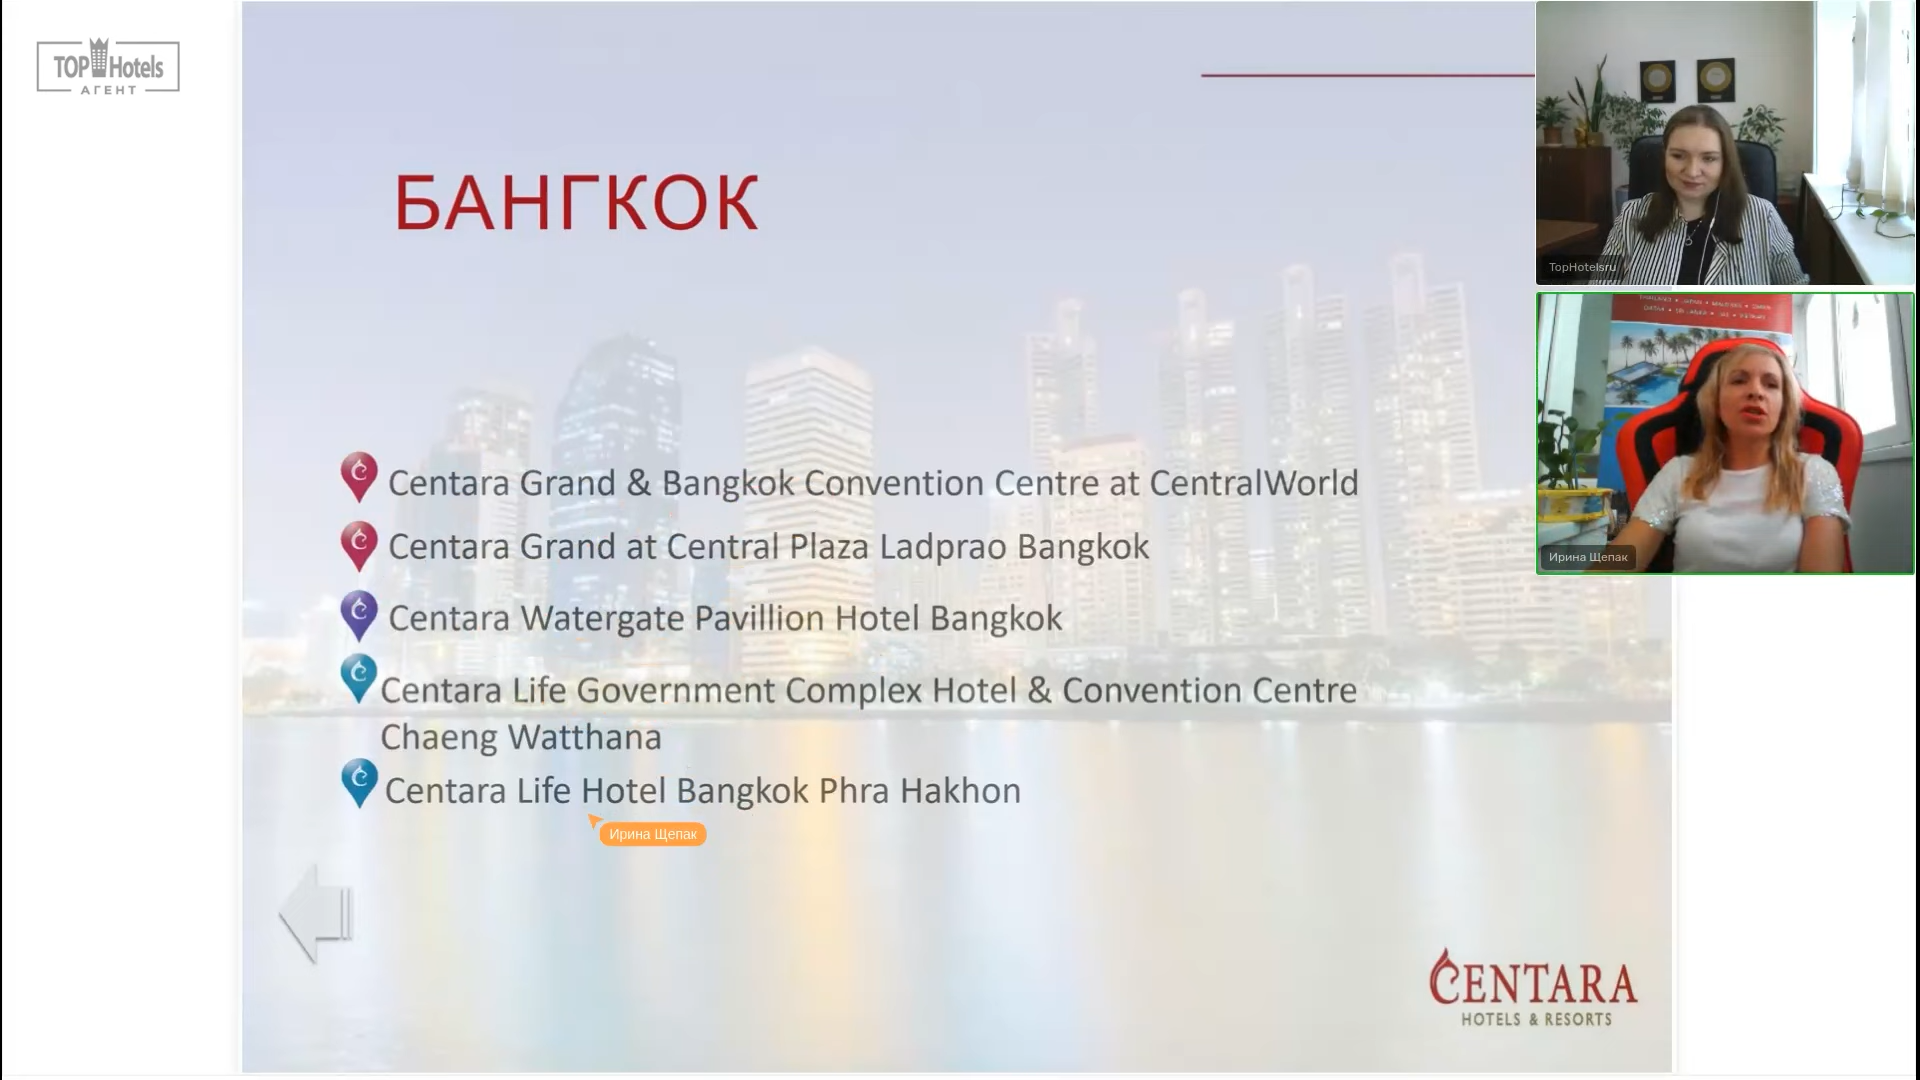 TOP Hotels
АГЕНТ
БАНГКОК
Centara Grand & Bangkok Convention Centre at CentralWorld
Centara Grand at Central Plaza Ladprao Bangkok
Centara Watergate Pavillion Hotel Bangkok
Centara Life Government Complex Hotel & Convention Centre
Chaeng Watthana
Centara Life Hotel Bangkok Phra Hakhon
Ирина Щепак
CENTARA
HOTELS & RESORTS
TopHotelsru
Ирина Щепак